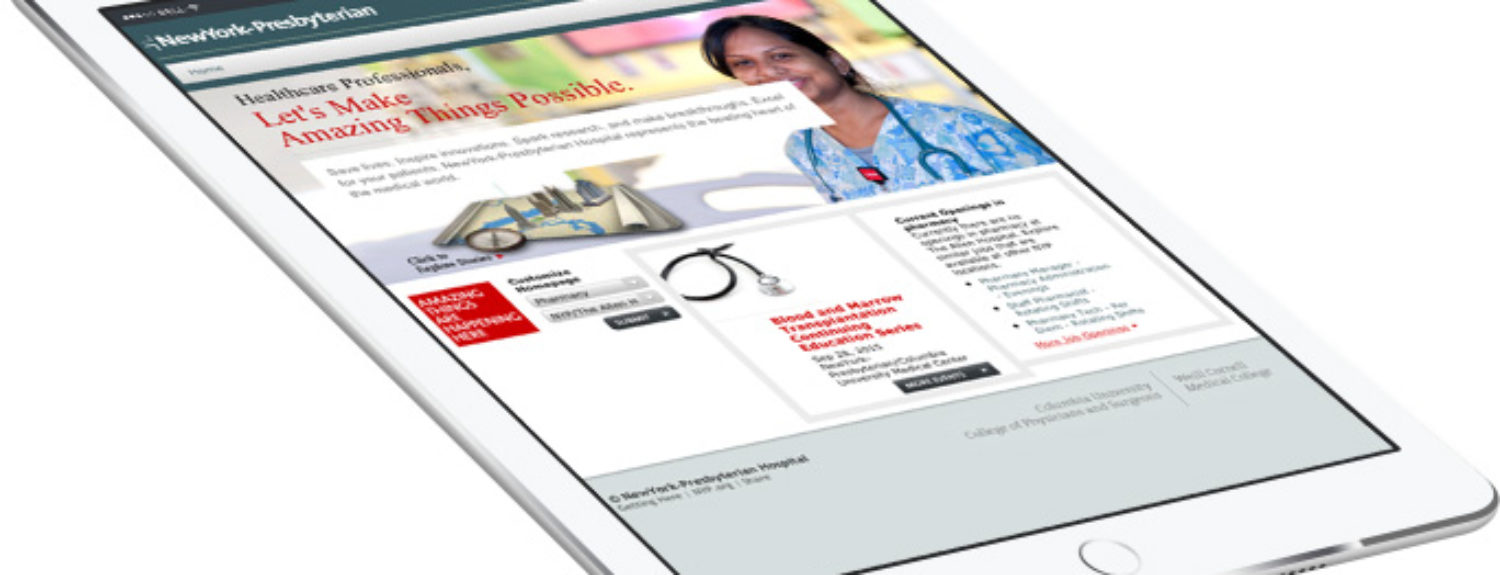 NewYork-Presbyterian
Home
Healthcare Professionals,
Let's Make
Amazing Things Possible.
Save lives. Inspire innovations. Spark research, and make breakthroughs. Excel
for your patients. NewYork-Presbyterian Hospital represents the beating heart of
the medical world.
Click to
Explore Stories
AMAZING
THINGS
ARE
HAPPENING
HERE
Customize
Homepage
Pharmacy
NYP/The Allen H
SUBMIT
Blood and Marrow
Transplantation
Continuing
Education Series
Sep 28, 2015
NewYork-
Presbyterian/Columbia
University Medical Center
MORE EVENTS
Current Openings in
pharmacy
Currently there are no
openings in pharmacy at
The Allen Hospital. Explore
similar jobs that are
available at other NYP
locations.
Pharmacy Manager -
Pharmacy Administration
- Evenings
Staff Pharmacist -
Rotating Shifts
Pharmacy Tech - Per
Diem - Rotating Shifts
More Job Openings
Columbia University
College of Physicians and Surgeons
Weill Cornell
Medical College
© NewYork-Presbyterian Hospital
Getting Here | NYP.org | Share